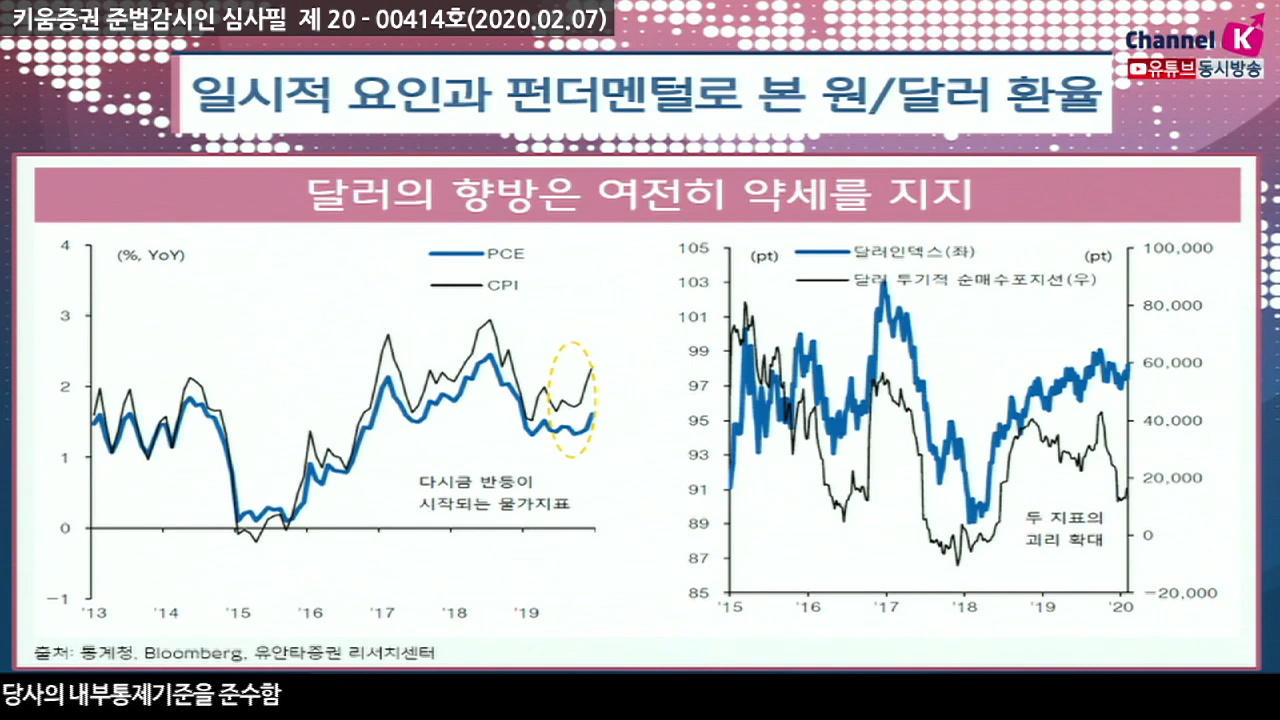 키움증권 준법감시인 심사필 제 20 - 00414호(2020.02.07)
Channel K
유튜브 동시방송
일시적 요인과 펀더멘털로 본 원/달러 환율
달러의 향방은 여전히 약세를 지지
(%, YoY)
PCE
CPI
4
3
2
1
0
-1
다시금 반등이
시작되는 물가지표
'13 '14 '15 '16 '17 '18 '19
(pt) 달러인덱스(좌) (pt)
달러 투기적 순매수포지션(우)
105
103
101
99
97
95
93
91
89
87
85
100,000
80,000
60,000
40,000
20,000
0
-20,000
두 지표의
괴리 확대
'15 '16 '17 '18 '19 '20
출처: 통계청, Bloomberg, 유안타증권 리서치센터
당사의 내부통제기준을 준수함